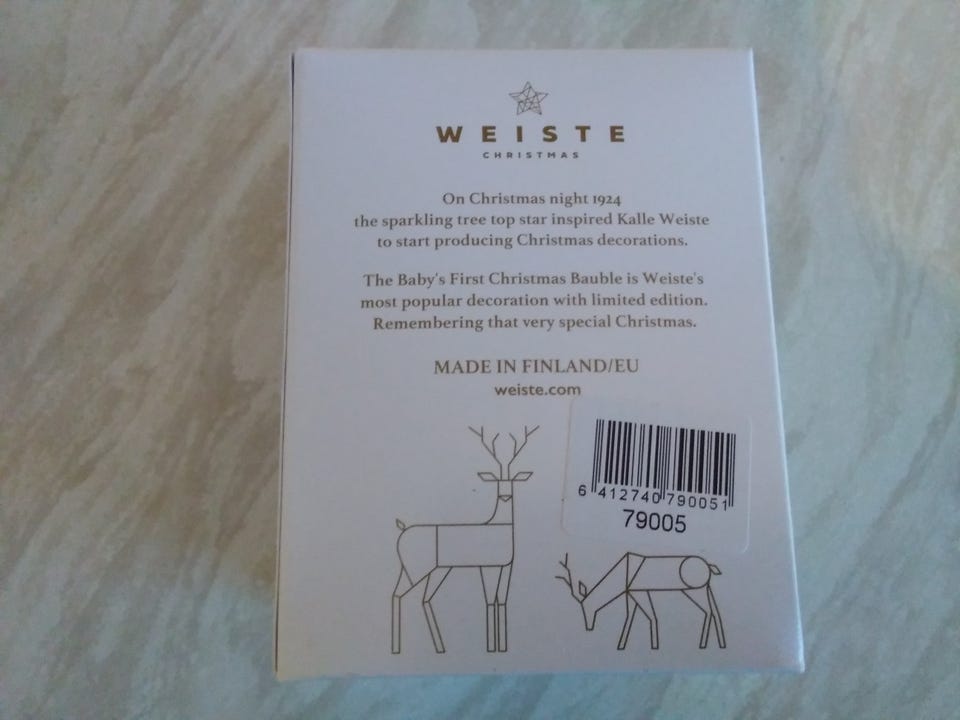 WEISTE
CHRISTMAS
On Christmas night 1924
the sparkling tree top star inspired Kalle Weiste
to start producing Christmas decorations.
The Baby's First Christmas Bauble is Weiste's
most popular decoration with limited edition.
Remembering that very special Christmas.
MADE IN FINLAND/EU
weiste.com
6 412740 790051
79005